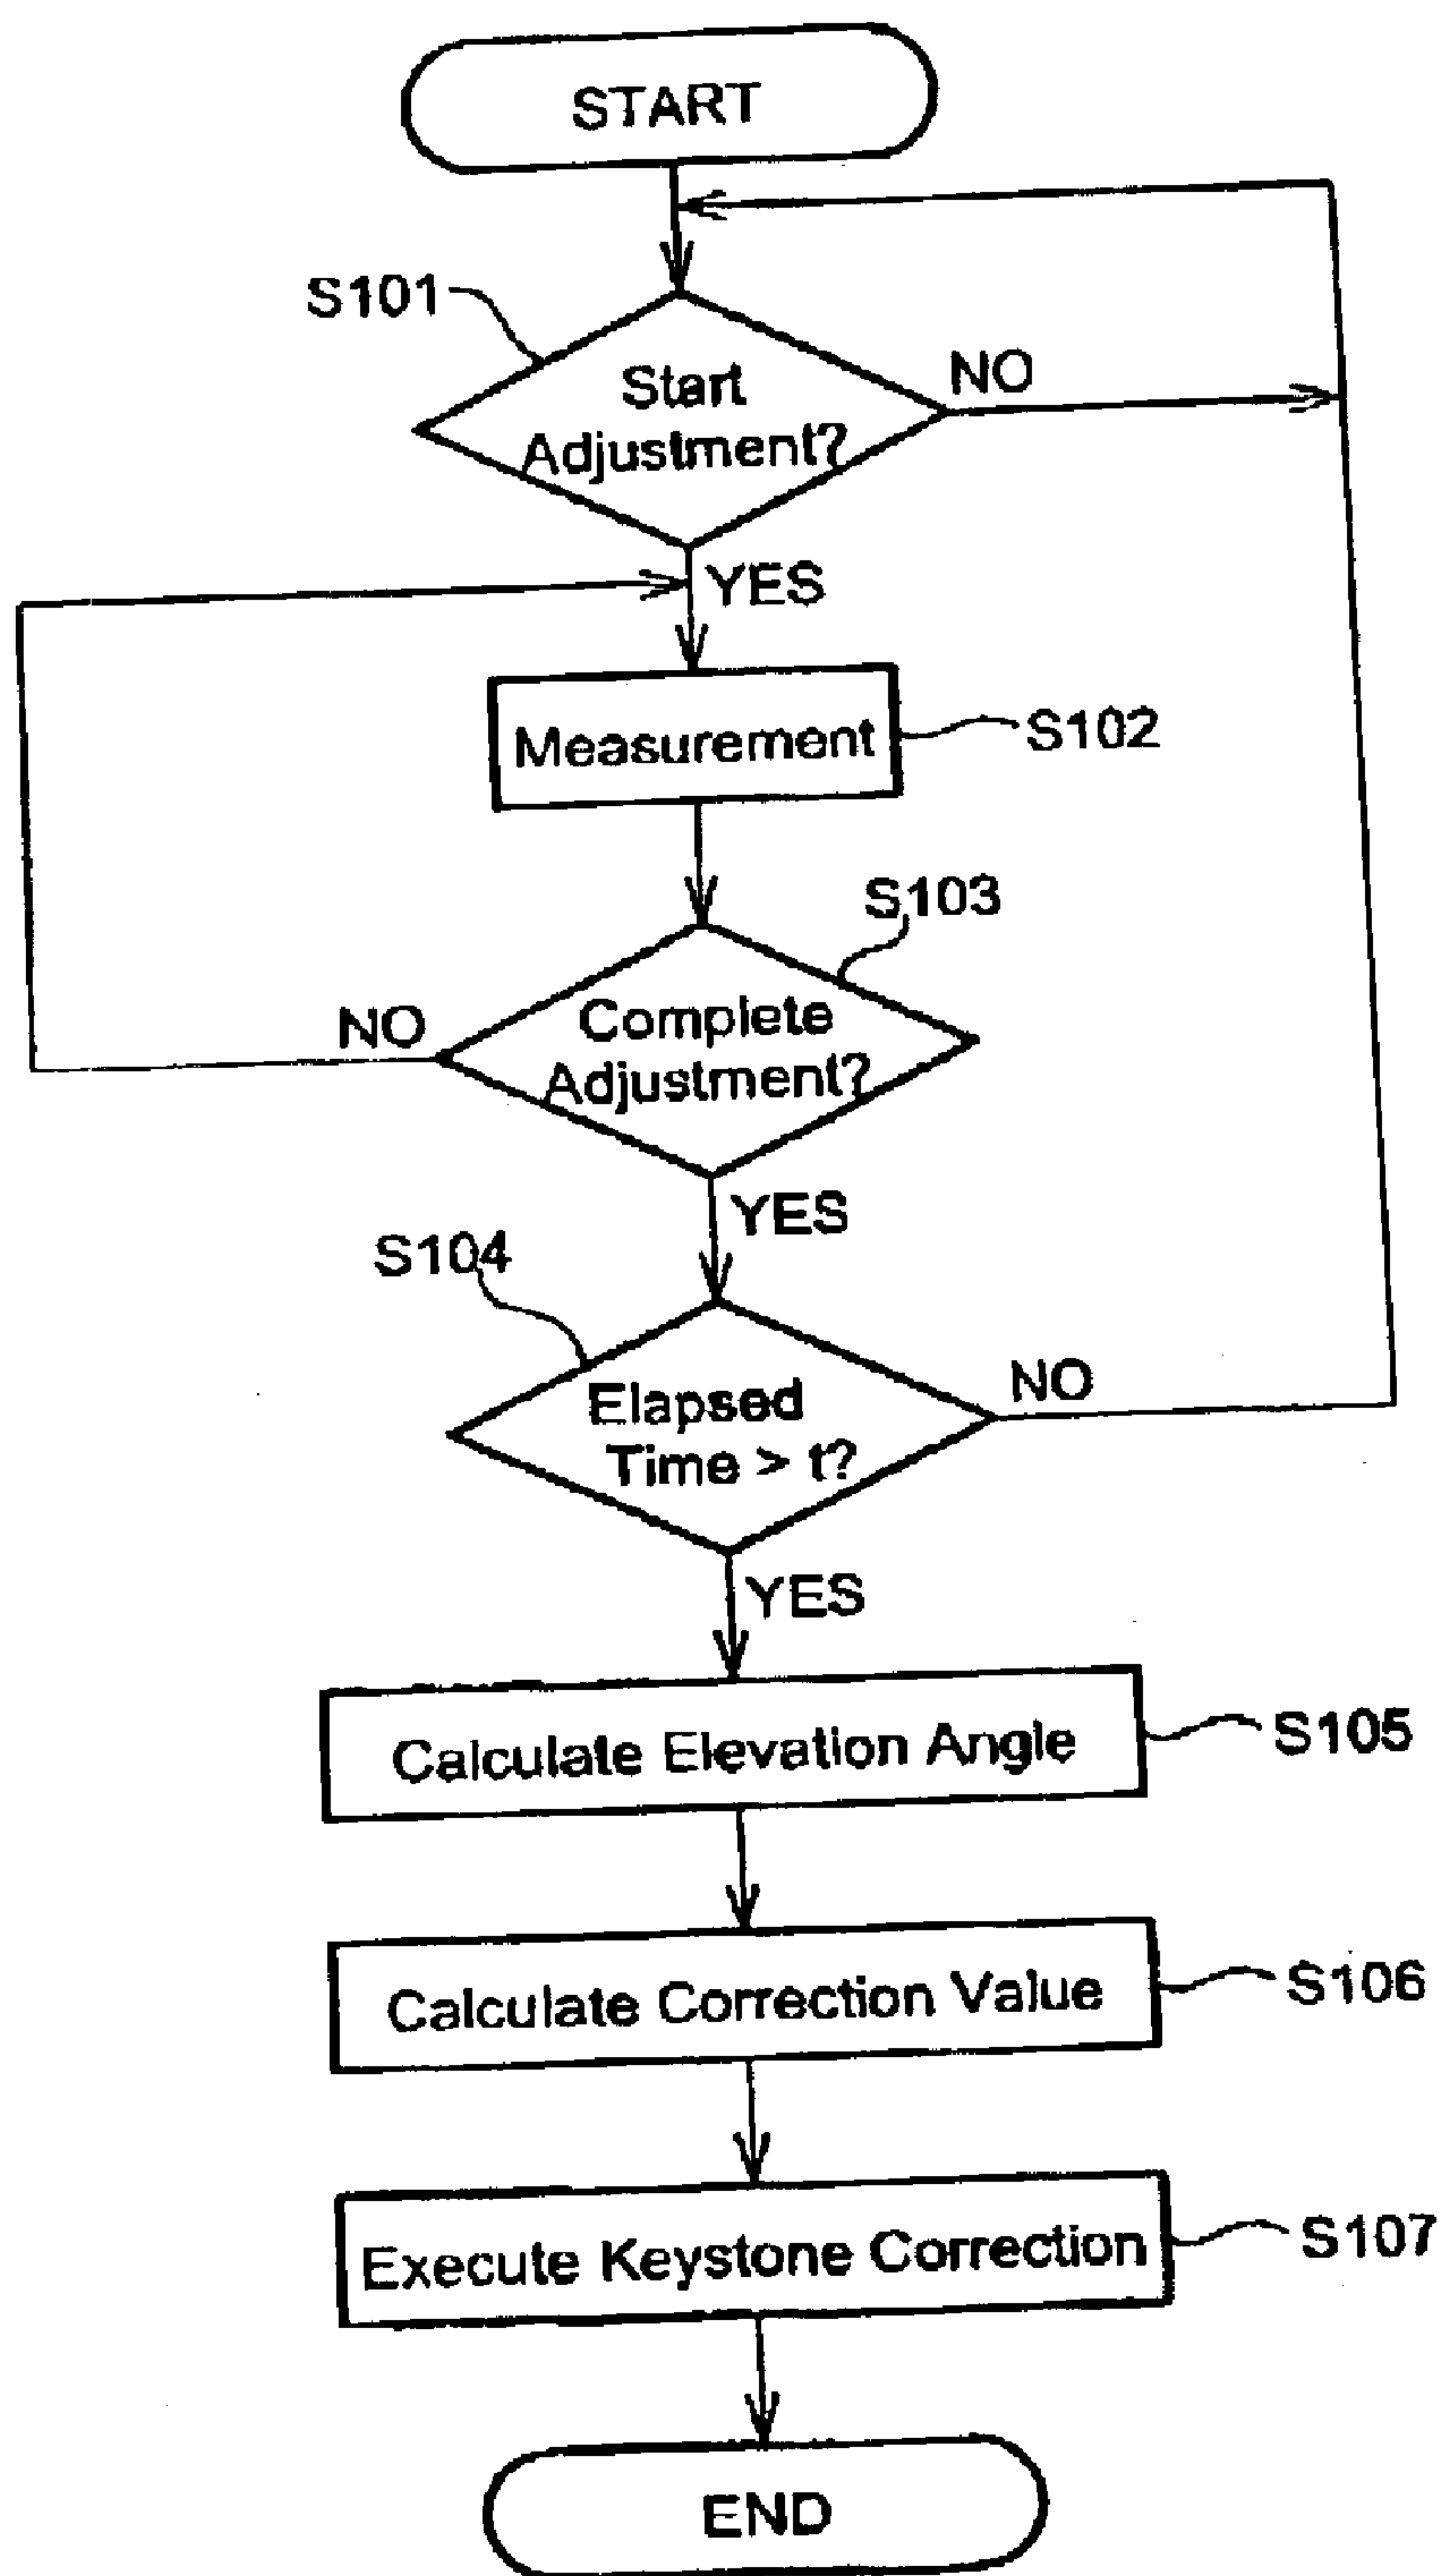 START
S101
Start
Adjustment?
NO
YES
Measurement
S102
S103
Complete
Adjustment?
NO
YES
S104
Elapsed
Time > t?
NO
YES
Calculate Elevation Angle
S105
Calculate Correction Value
S106
Execute Keystone Correction
S107
END